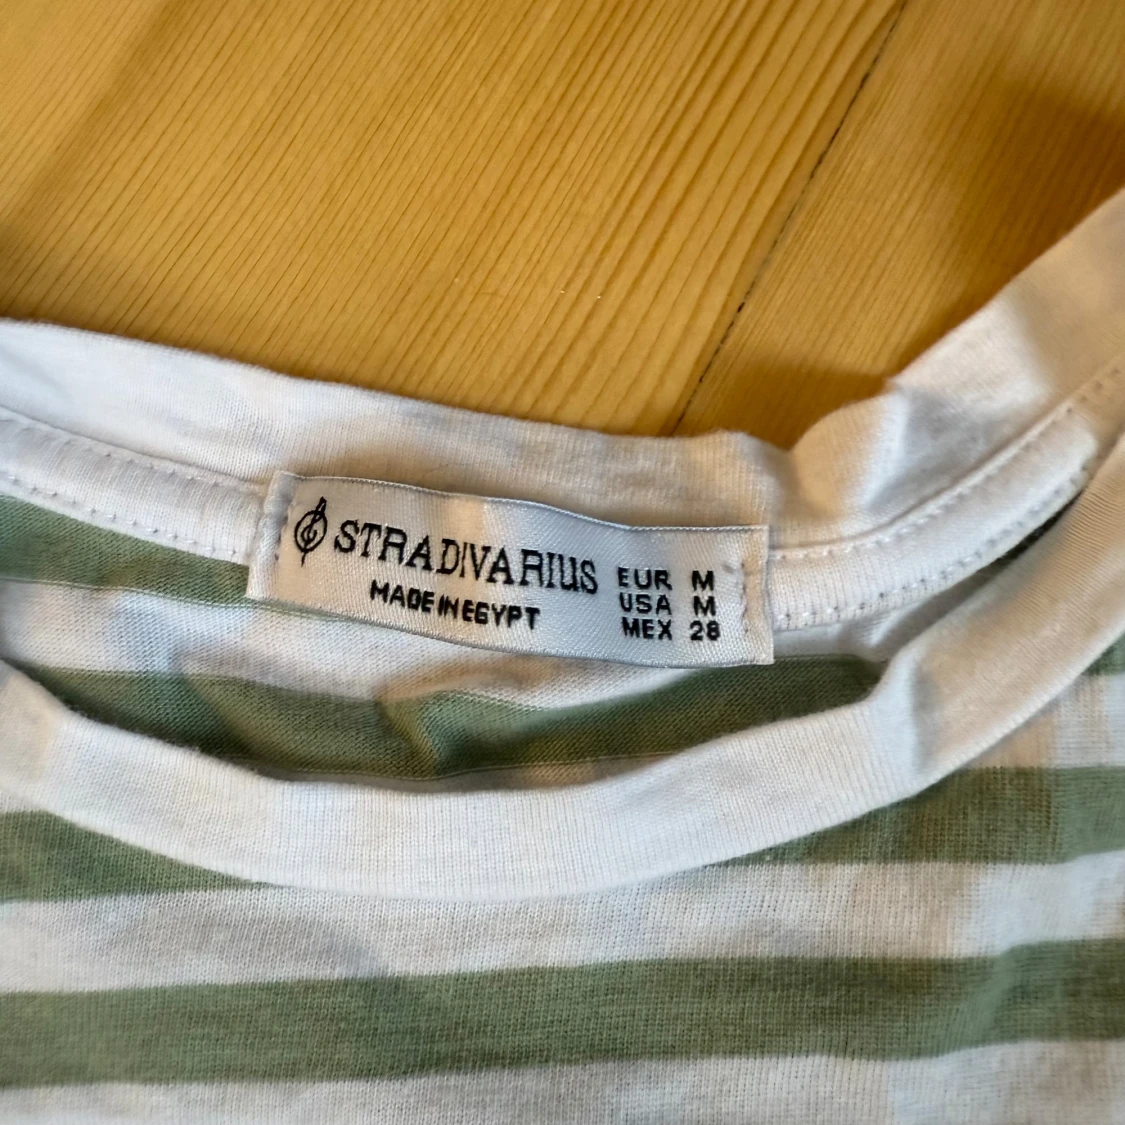 STRADIVARIUS
MADE IN EGYPT
EUR M
USA M
MEX 28